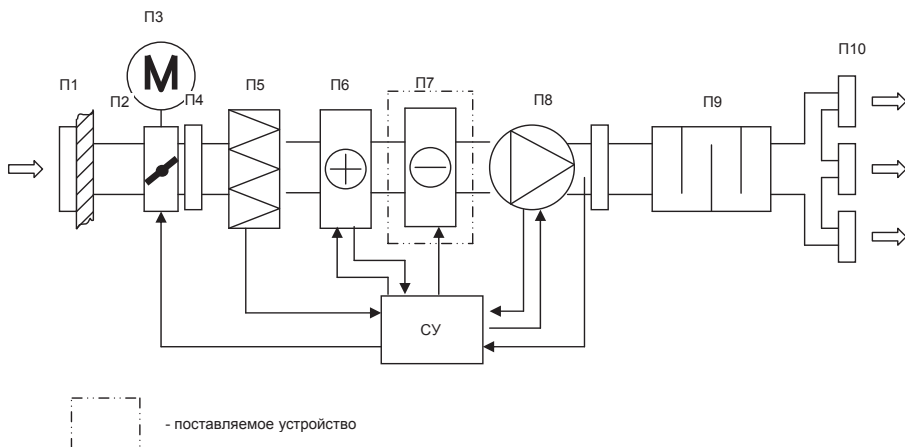 П3
П10
П1
П2
М
П4
П5
П6
П7
П8
П9
СУ
- поставляемое устройство